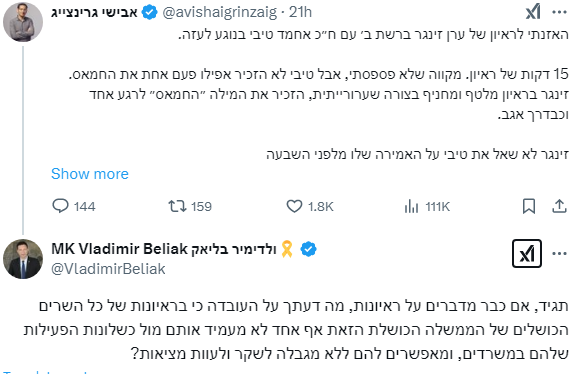 אבישי גרינצייג @avishaigrinzaig · 21h
האזנתי לראיון של ערן זינגר ברשת ב׳ עם ח״כ אחמד טיבי בנוגע לעזה.
15 דקות של ראיון. מקווה שלא פספסתי, אבל טיבי לא הזכיר אפילו פעם אחת את החמאס.
זינגר בראיון מלטף ומחניף בצורה שערורייתית, הזכיר את המילה ״החמאס״ לרגע אחד
וכבדרך אגב.
זינגר לא שאל את טיבי על האמירה שלו מלפני השבעה
Show more
144 159 1.8K 111K
MK Vladimir Beliak ולדימיר בליאק🎗️
@VladimirBeliak
תגיד, אם כבר מדברים על ראיונות, מה דעתך על העובדה כי בראיונות של כל השרים
הכושלים של הממשלה הכושלת הזאת אף אחד לא מעמיד אותם מול כשלונות הפעילות
שלהם במשרדים, ומאפשרים להם ללא מגבלה לשקר ולעוות מציאות?